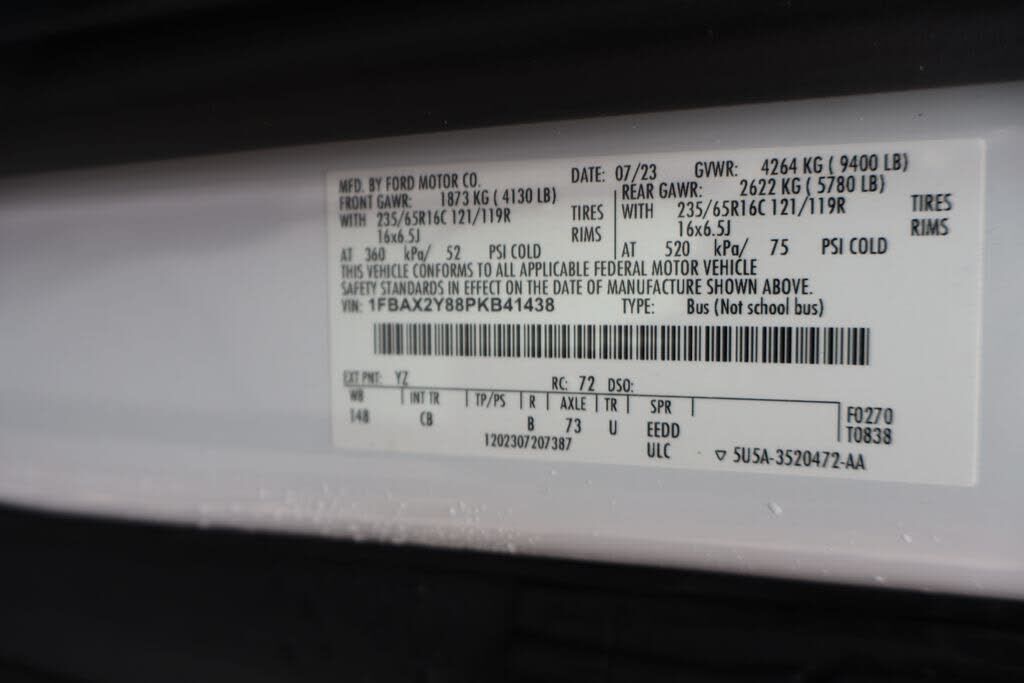 MFD. BY FORD MOTOR CO. DATE: 07/23 GVWR: 4264 KG ( 9400 LB)
FRONT GAWR: 1873 KG ( 4130 LB) REAR GAWR: 2622 KG ( 5780 LB)
WITH 235/65R16C 121/119R TIRES WITH 235/65R16C 121/119R TIRES
16x6.5J RIMS 16x6.5J RIMS
AT 360 kPa/ 52 PSI COLD AT 520 kPa/ 75 PSI COLD
THIS VEHICLE CONFORMS TO ALL APPLICABLE FEDERAL MOTOR VEHICLE
SAFETY STANDARDS IN EFFECT ON THE DATE OF MANUFACTURE SHOWN ABOVE.
VIN: 1FBAX2Y88PKB41438 TYPE: Bus (Not school bus)
EXT PNT: YZ RC: 72 DSO:
WB INT TR TP/PS R AXLE TR SPR F0270
148 CB B 73 U EEDD T0838
1202307207387 ULC ▽ 5U5A-3520472-AA